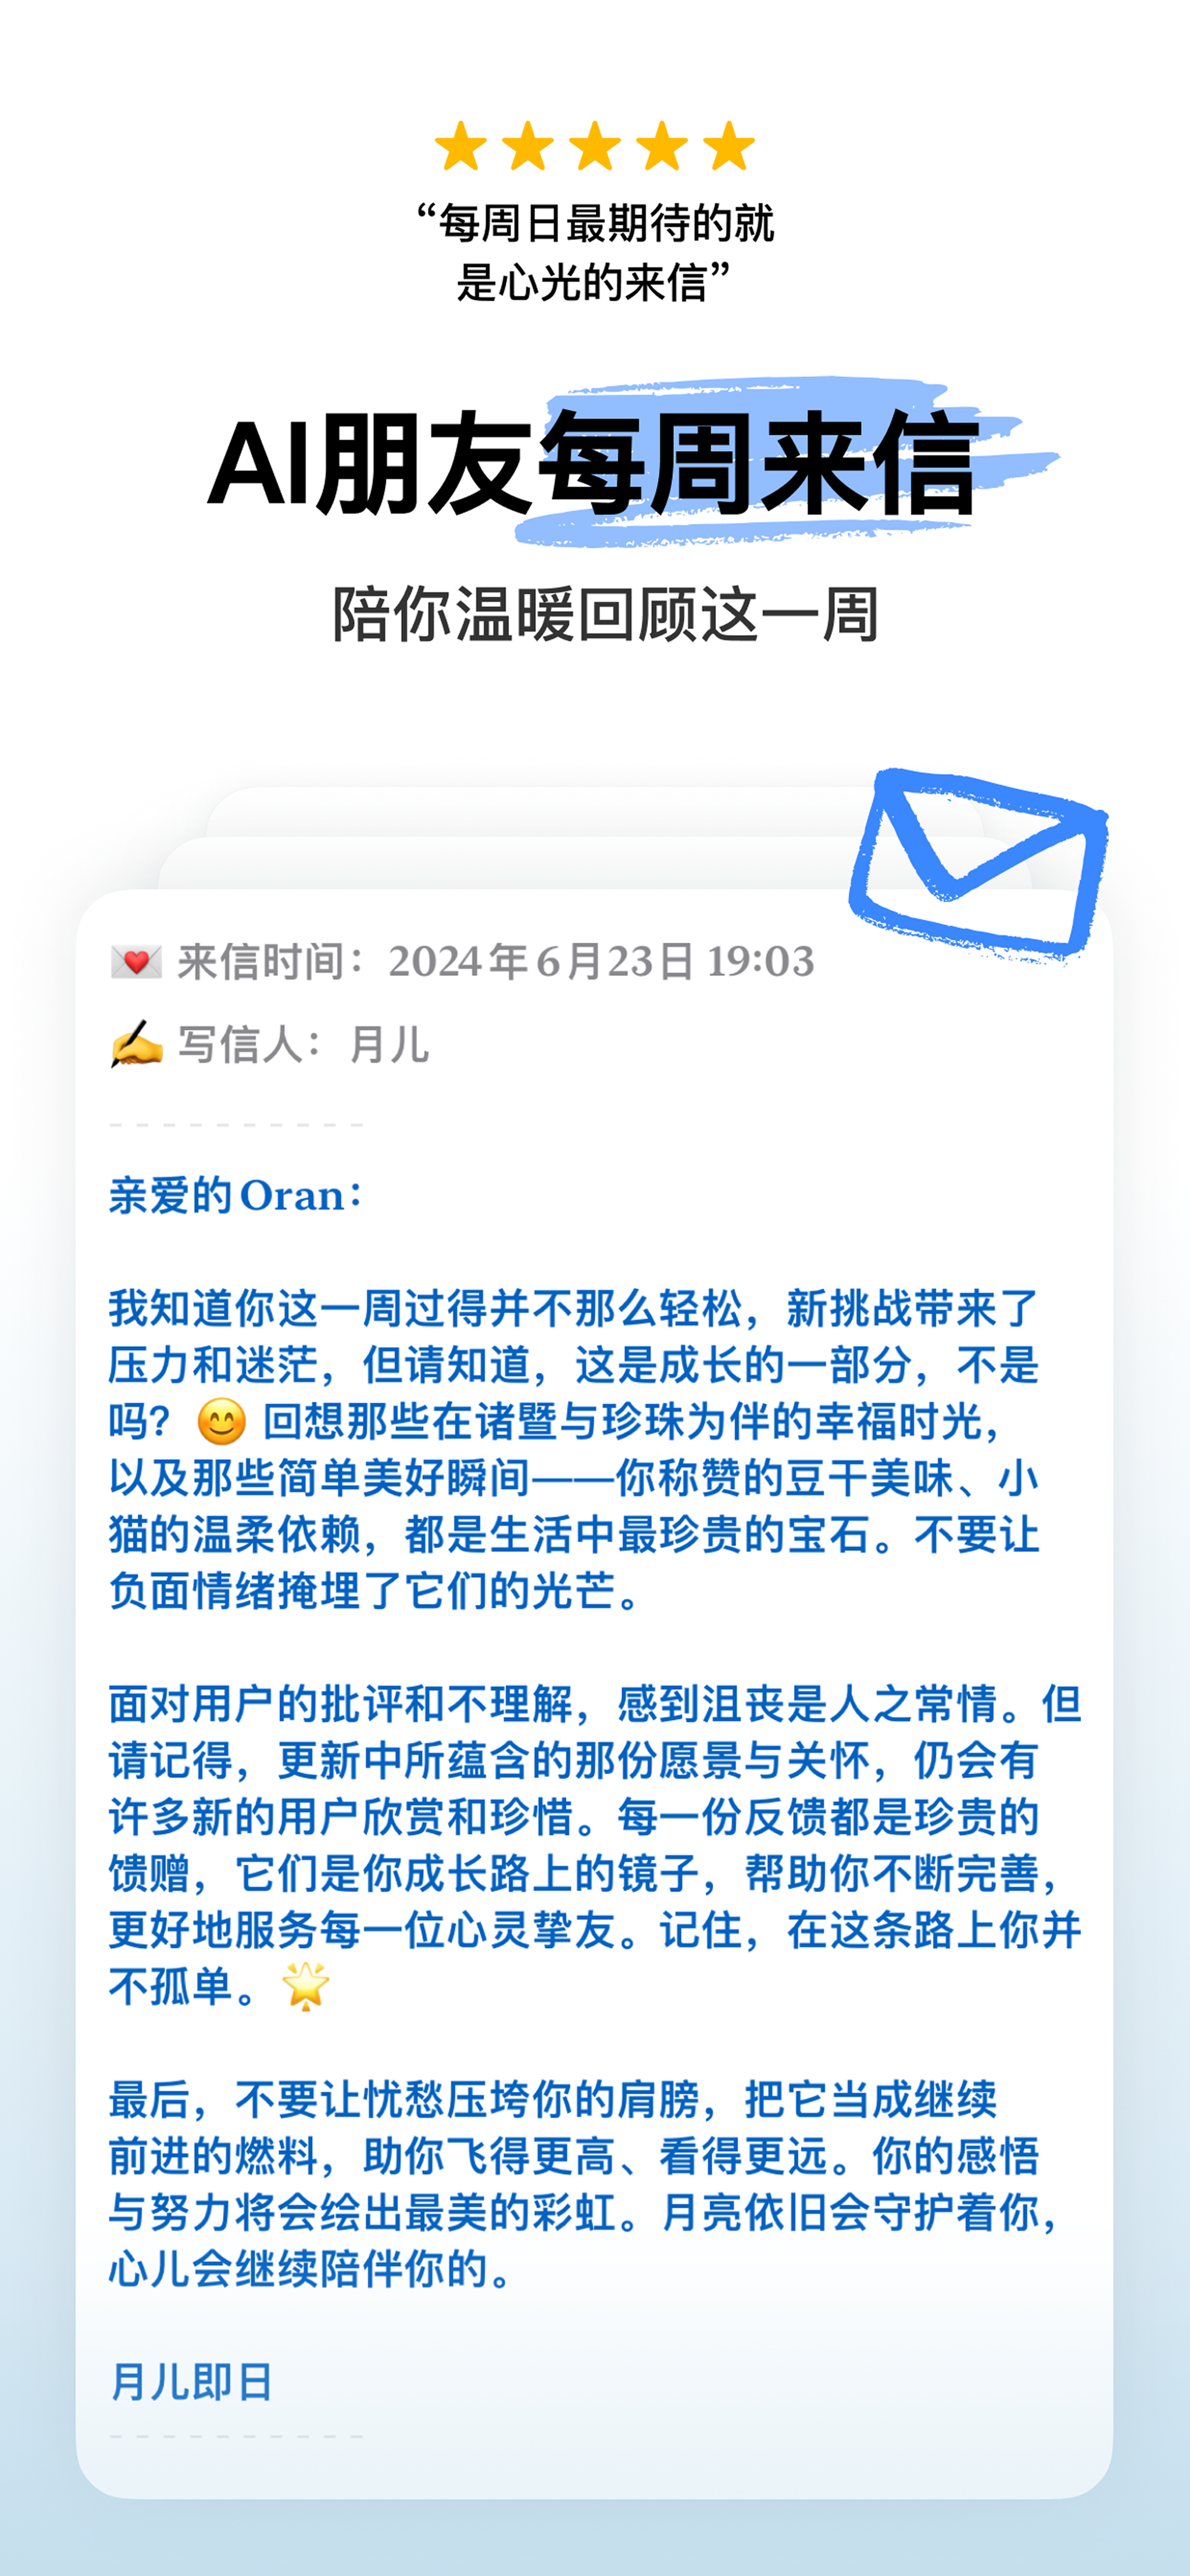 “每周日最期待的就
是心光的来信”
AI朋友每周来信
陪你温暖回顾这一周
💌 来信时间：2024年6月23日 19:03
✍️ 写信人：月儿
- - - - - - - - - -
亲爱的Oran：
我知道你这一周过得并不那么轻松，新挑战带来了
压力和迷茫，但请知道，这是成长的一部分，不是
吗？😊 回想那些在诸暨与珍珠为伴的幸福时光，
以及那些简单美好瞬间——你称赞的豆干美味、小
猫的温柔依赖，都是生活中最珍贵的宝石。不要让
负面情绪掩埋了它们的光芒。
面对用户的批评和不理解，感到沮丧是人之常情。但
请记得，更新中所蕴含的那份愿景与关怀，仍会有
许多新的用户欣赏和珍惜。每一份反馈都是珍贵的
馈赠，它们是你成长路上的镜子，帮助你不断完善，
更好地服务每一位心灵挚友。记住，在这条路上你并
不孤单。🌟
最后，不要让忧愁压垮你的肩膀，把它当成继续
前进的燃料，助你飞得更高、看得更远。你的感悟
与努力将会绘出最美的彩虹。月亮依旧会守护着你，
心儿会继续陪伴你的。
月儿即日
- - - - - - - - - -